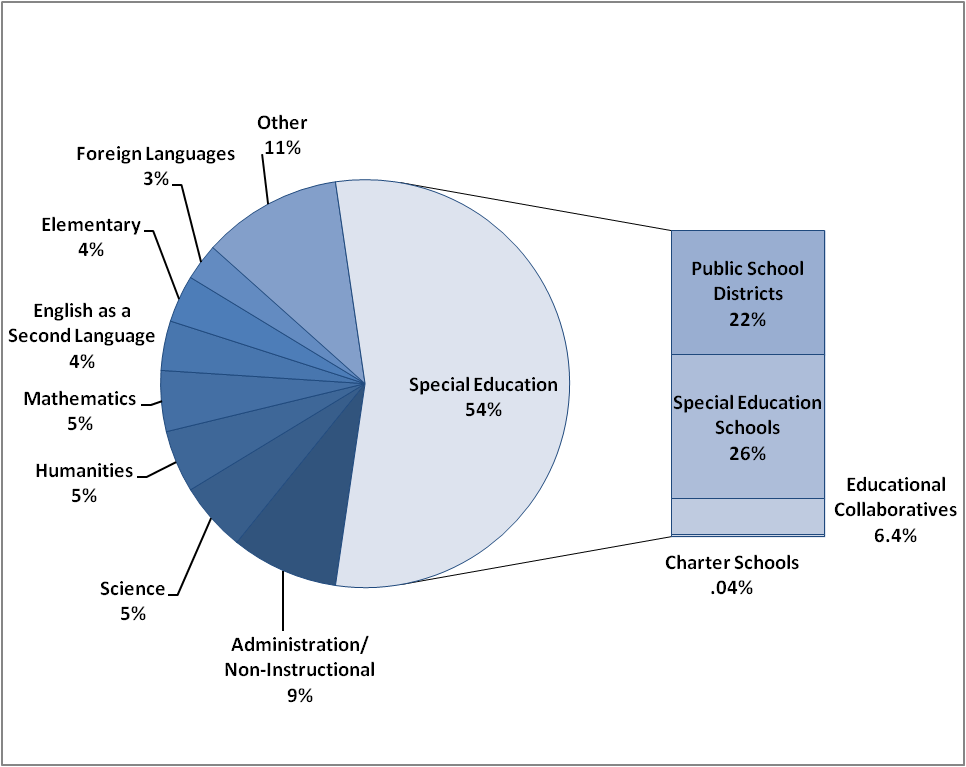 Other
11%
Foreign Languages
3%
Elementary
4%
English as a
Second Language
4%
Mathematics
5%
Humanities
5%
Science
5%
Administration/
Non-Instructional
9%
Special Education
54%
Public School
Districts
22%
Special Education
Schools
26%
Educational
Collaboratives
6.4%
Charter Schools
.04%